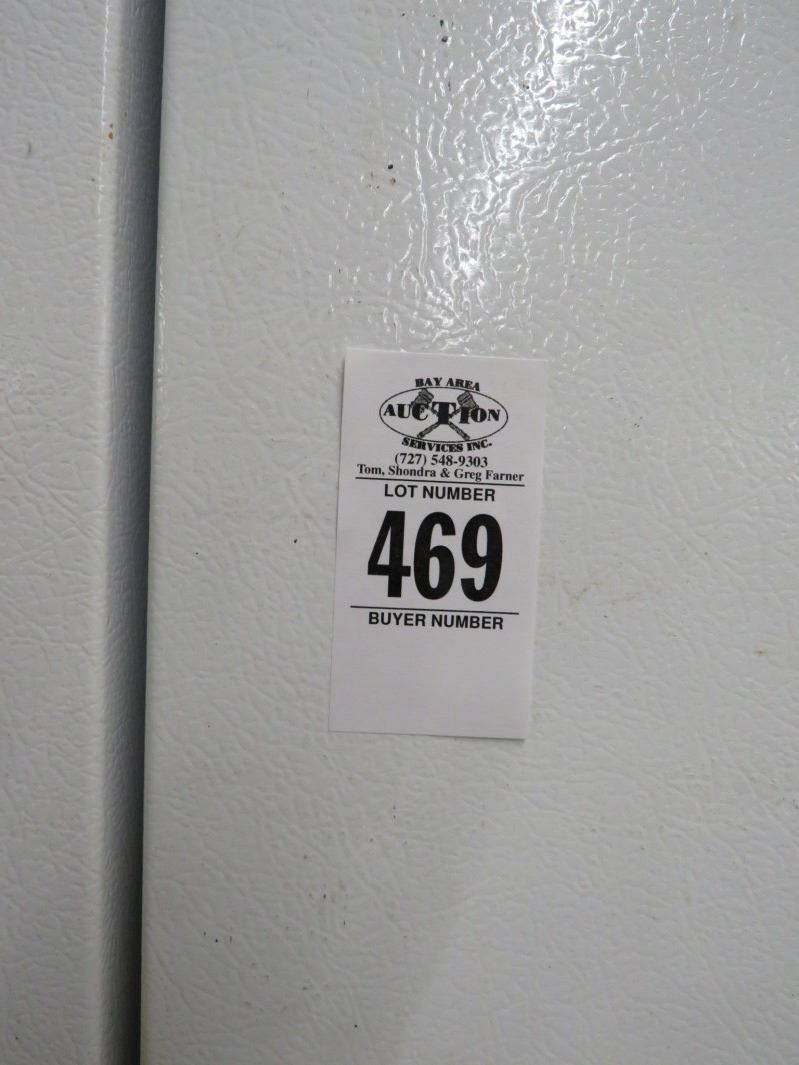 BAY AREA
AUCTION
SERVICES INC.
(727) 548-9303
Tom, Shondra & Greg Farner
LOT NUMBER
469
BUYER NUMBER